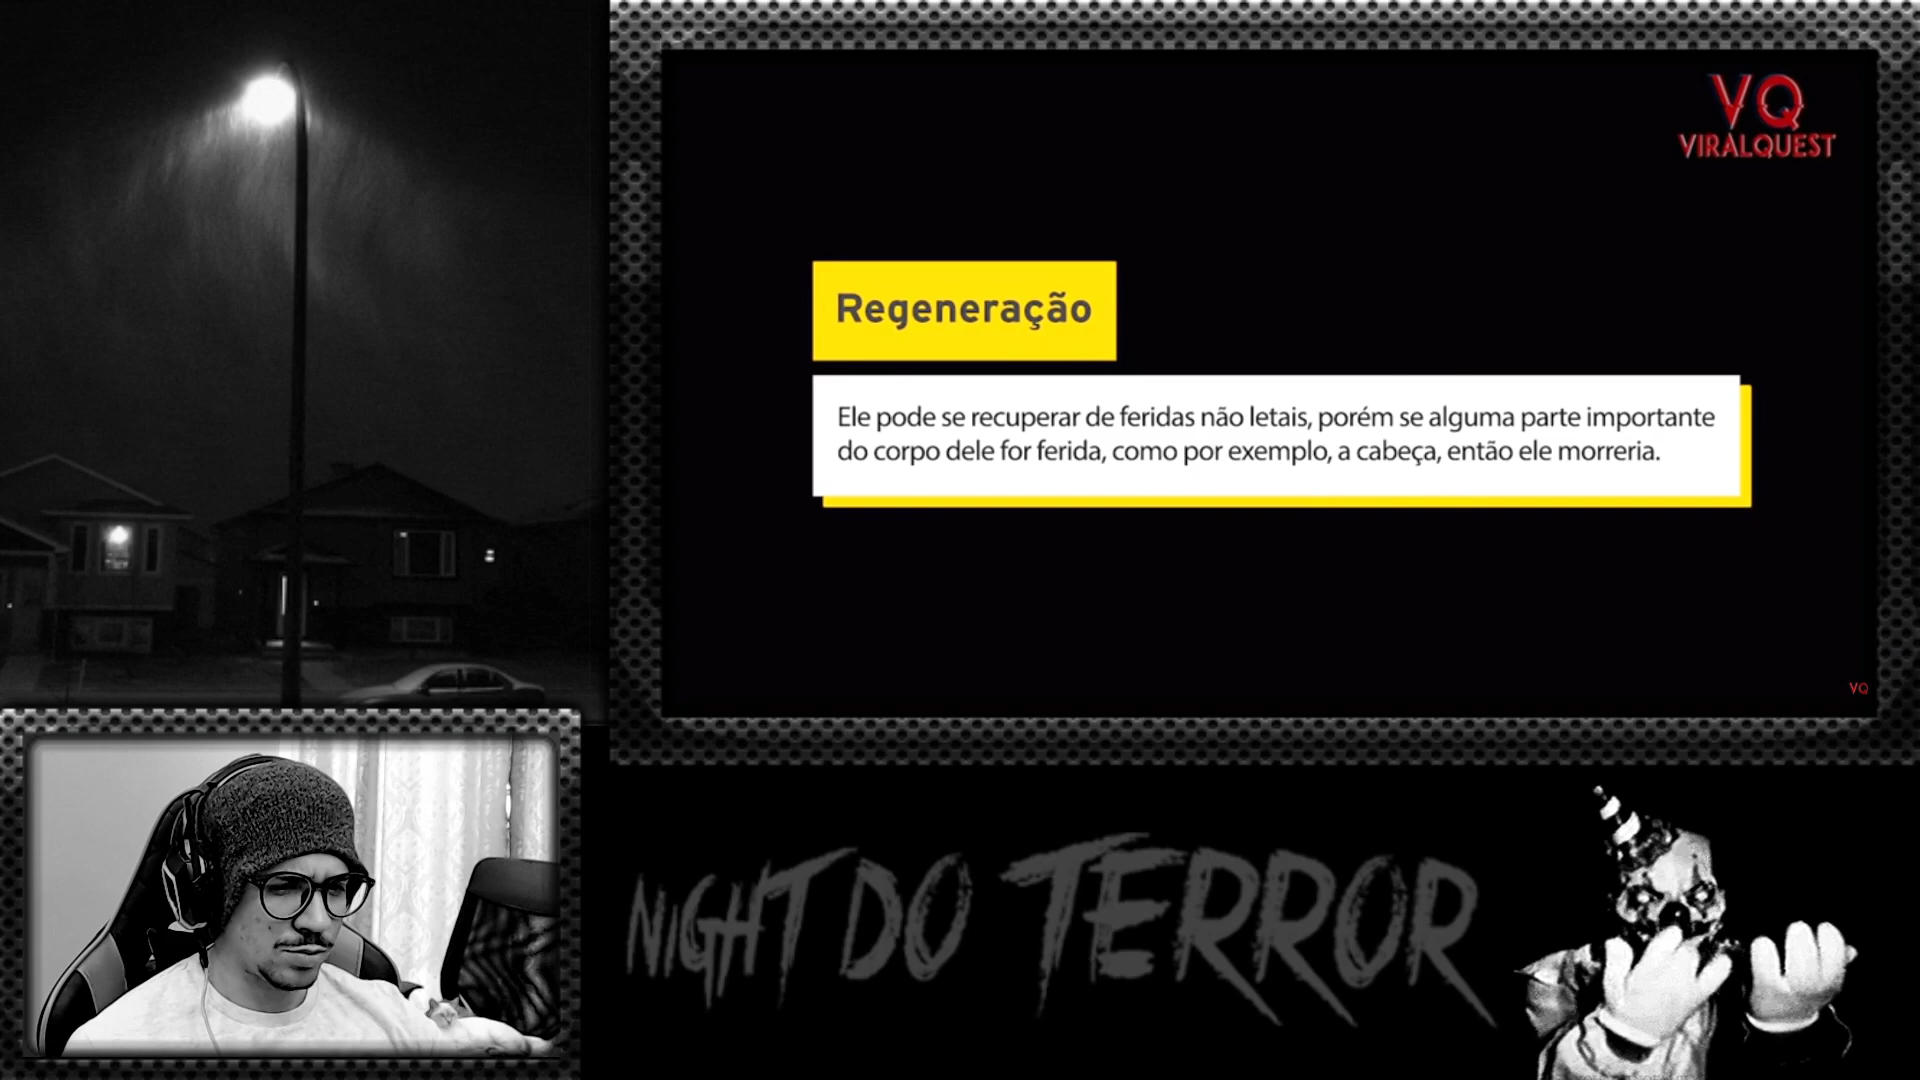 VQ
VIRALQUEST
Regeneração
Ele pode se recuperar de feridas não letais, porém se alguma parte importante
do corpo dele for ferida, como por exemplo, a cabeça, então ele morreria.
VQ
NIGHT DO TERROR